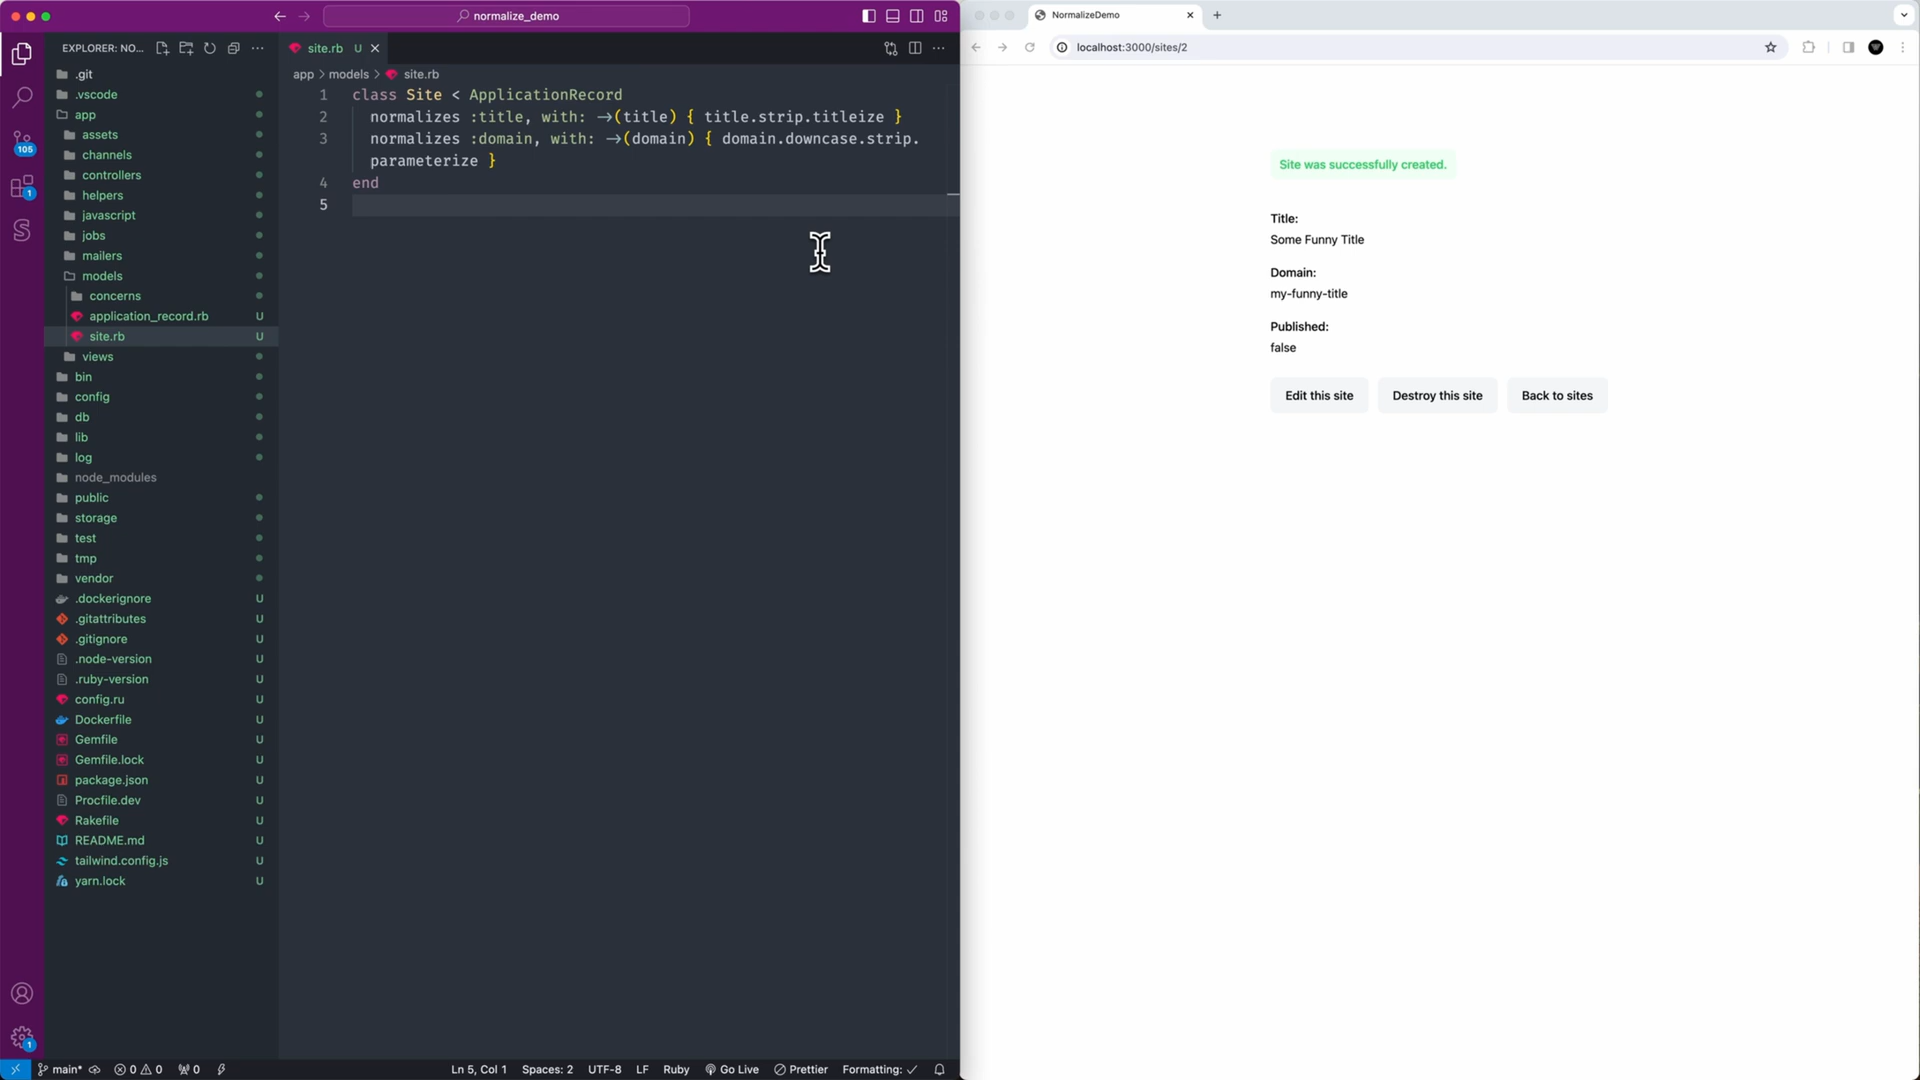 normalize_demo
EXPLORER: NO...
.git
.vscode
app
assets
channels
controllers
helpers
javascript
jobs
mailers
models
concerns
application_record.rb U
site.rb U
views
bin
config
db
lib
log
node_modules
public
storage
test
tmp
vendor
.dockerignore U
.gitattributes U
.gitignore U
.node-version U
.ruby-version U
config.ru U
Dockerfile U
Gemfile U
Gemfile.lock U
package.json U
Procfile.dev U
Rakefile U
README.md U
tailwind.config.js U
yarn.lock U
105
1
1
site.rb U
app > models > site.rb
1 class Site < ApplicationRecord
2 normalizes :title, with: ->(title) { title.strip.titleize }
3 normalizes :domain, with: ->(domain) { domain.downcase.strip.
parameterize }
4 end
5
main* 0 0 0 Ln 5, Col 1 Spaces: 2 UTF-8 LF Ruby Go Live Prettier Formatting: ✓
NormalizeDemo
localhost:3000/sites/2
Site was successfully created.
Title:
Some Funny Title
Domain:
my-funny-title
Published:
false
Edit this site Destroy this site Back to sites